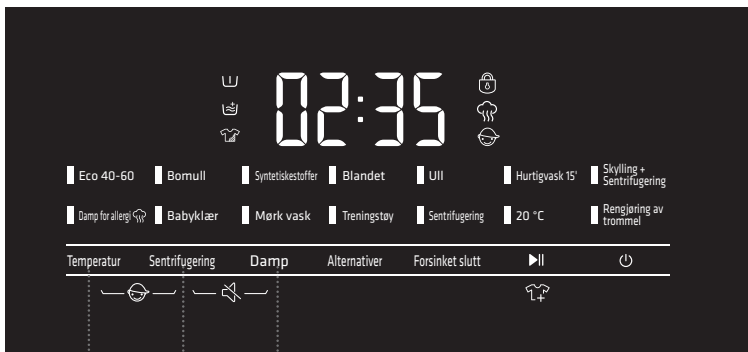 02:35
Eco 40-60 Bomull Syntetiskestoffer Blandet Ull Hurtigvask 15' Skylling +
Sentrifugering
Damp for allergi Babyklær Mørk vask Treningstøy Sentrifugering 20 °C Rengjøring av
trommel
Temperatur Sentrifugering Damp Alternativer Forsinket slutt